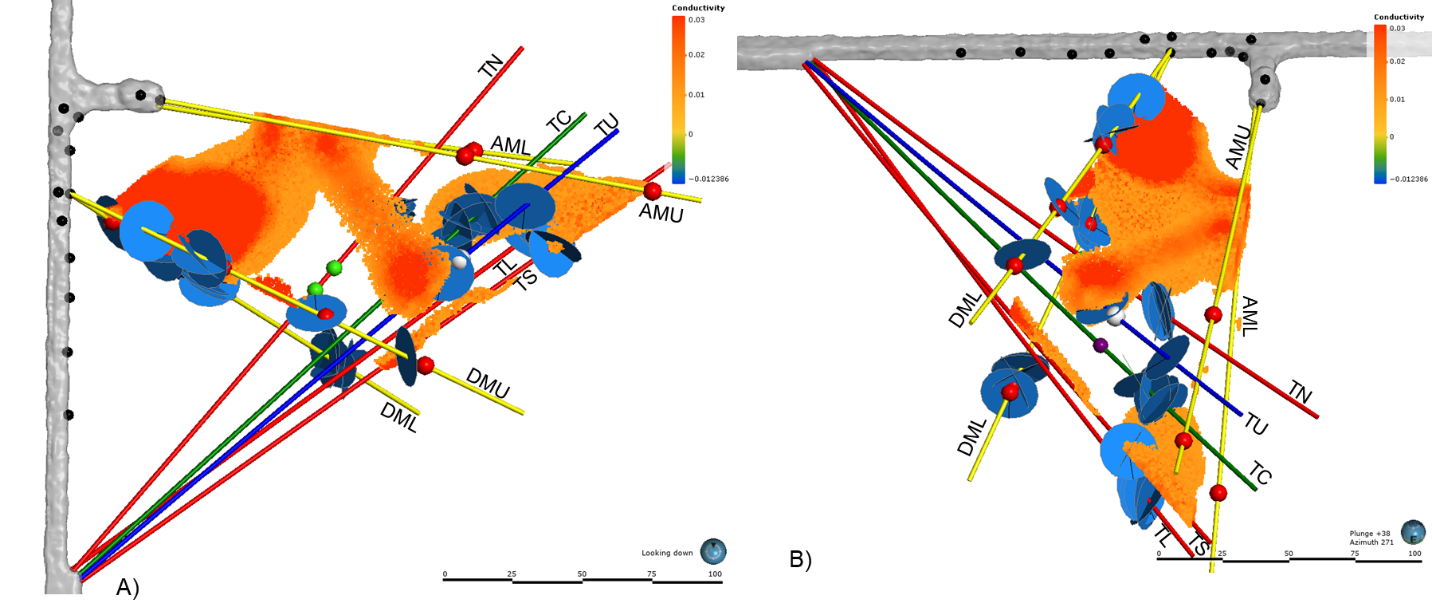 Conductivity
0.03
0.02
0.01
0
−0.012386
TN
TC
TU
AML
AMU
TL
TS
DMU
DML
Looking down
0 25 50 75 100
A)
Conductivity
0.03
0.02
0.01
0
−0.012386
AMU
AML
DML
DML
TN
TU
TC
TL
TS
Plunge +38
Azimuth 271
0 25 50 75 100
B)